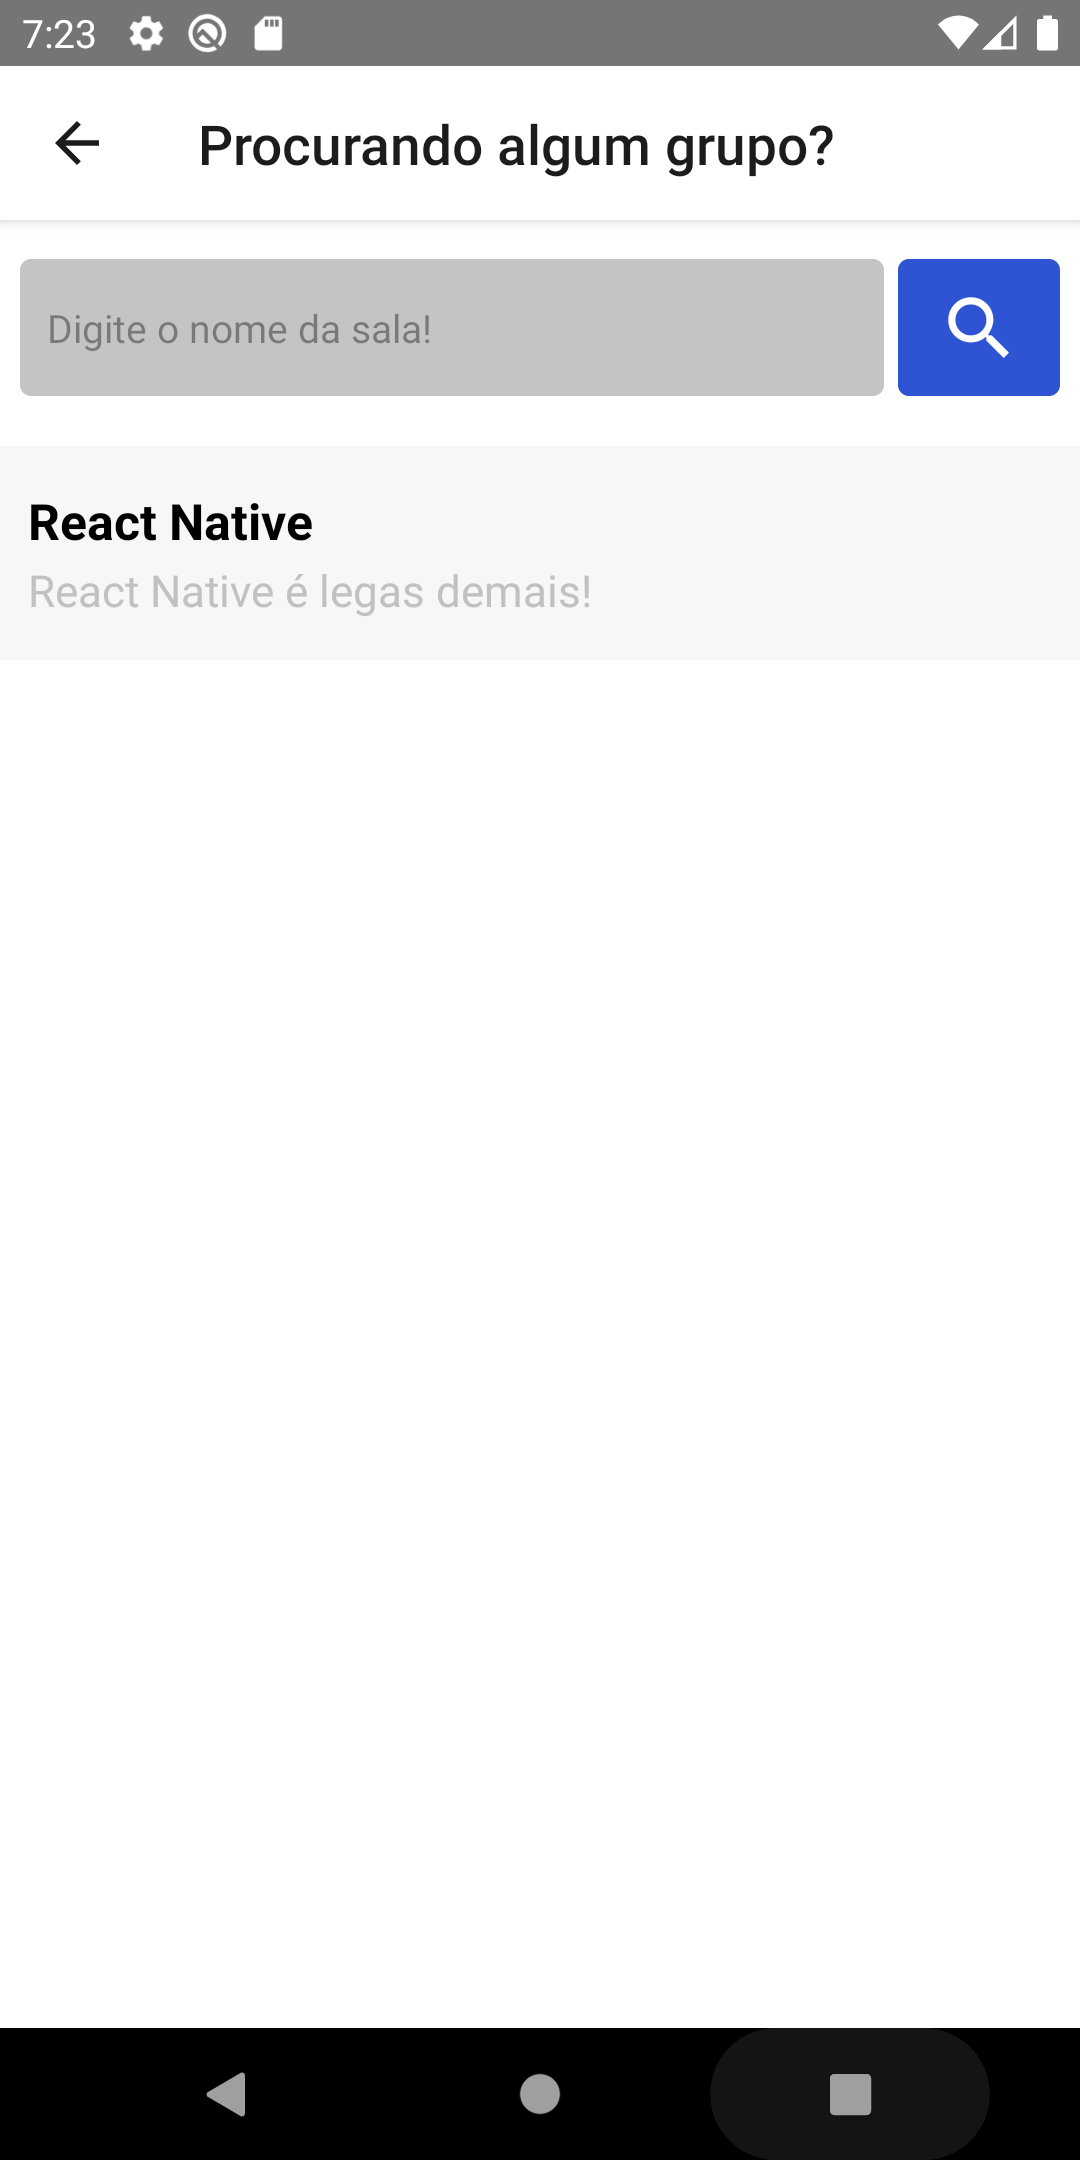 7:23
Procurando algum grupo?
Digite o nome da sala!
React Native
React Native é legas demais!